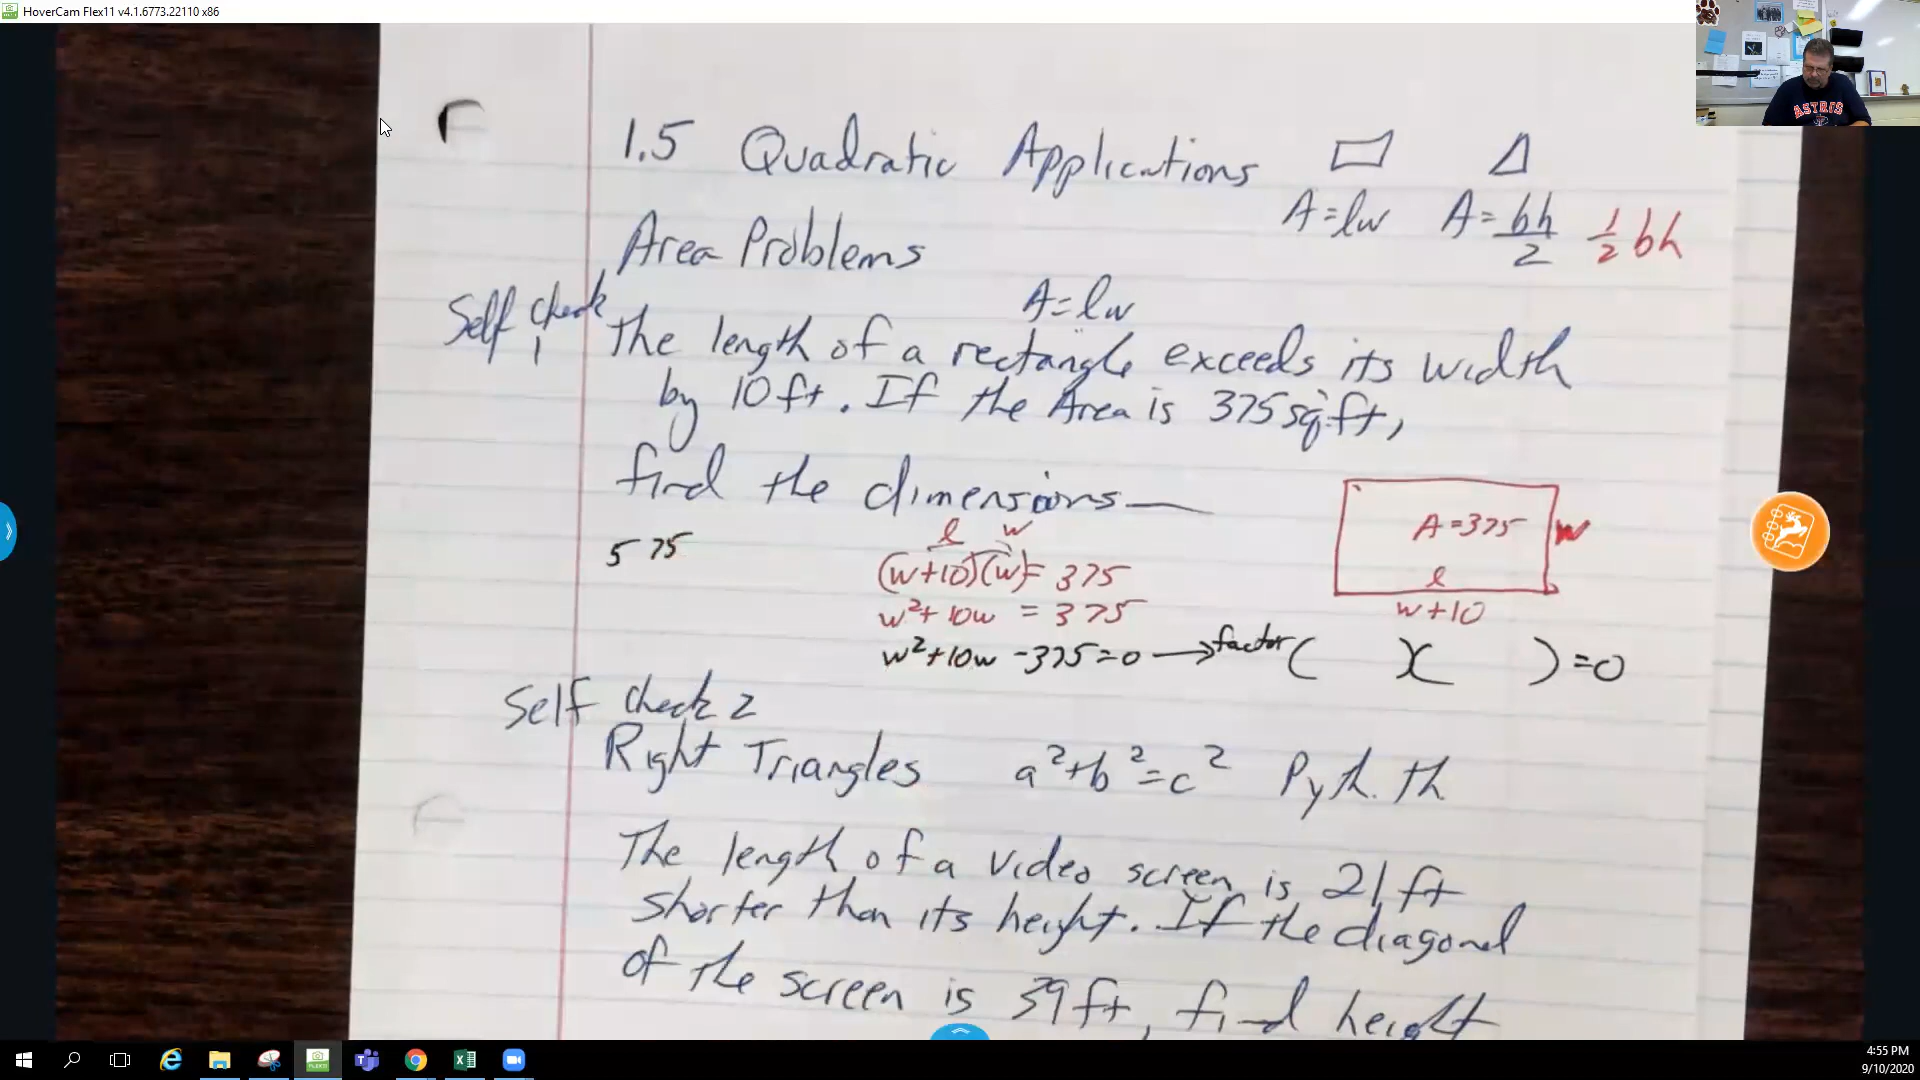 HoverCam Flex11 v4.1.6773.22110 x86
ASTROS
1.5 Quadratic Applications
A=lw A=bh/2 1/2 bh
Area Problems
A=lw
Self check 1
The length of a rectangle exceeds its width
by 10ft. If the Area is 375 sq.ft,
find the dimensions
l w
A=375 w
5 75
(w+10)(w)= 375
l
w²+10w = 375
w+10
w²+10w -375=0 → factor ( )( )=0
Self check 2
Right Triangles a²+b²=c² Pyth. th
The length of a video screen is 21 ft
shorter than its height. If the diagonal
of the screen is 39ft, find height
FLEX11
4:55 PM
9/10/2020